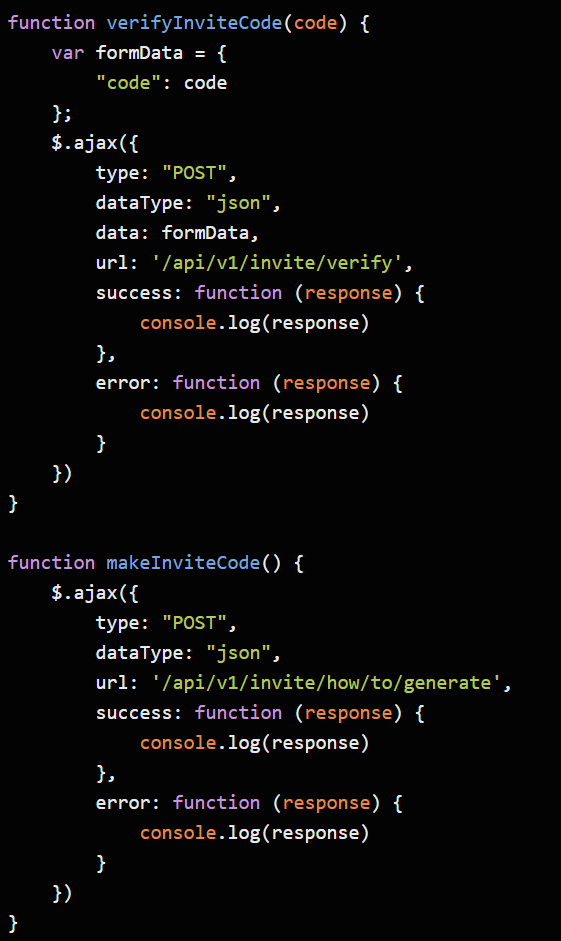 function verifyInviteCode(code) {
    var formData = {
        "code": code
    };
    $.ajax({
        type: "POST",
        dataType: "json",
        data: formData,
        url: '/api/v1/invite/verify',
        success: function (response) {
            console.log(response)
        },
        error: function (response) {
            console.log(response)
        }
    })
}

function makeInviteCode() {
    $.ajax({
        type: "POST",
        dataType: "json",
        url: '/api/v1/invite/how/to/generate',
        success: function (response) {
            console.log(response)
        },
        error: function (response) {
            console.log(response)
        }
    })
}